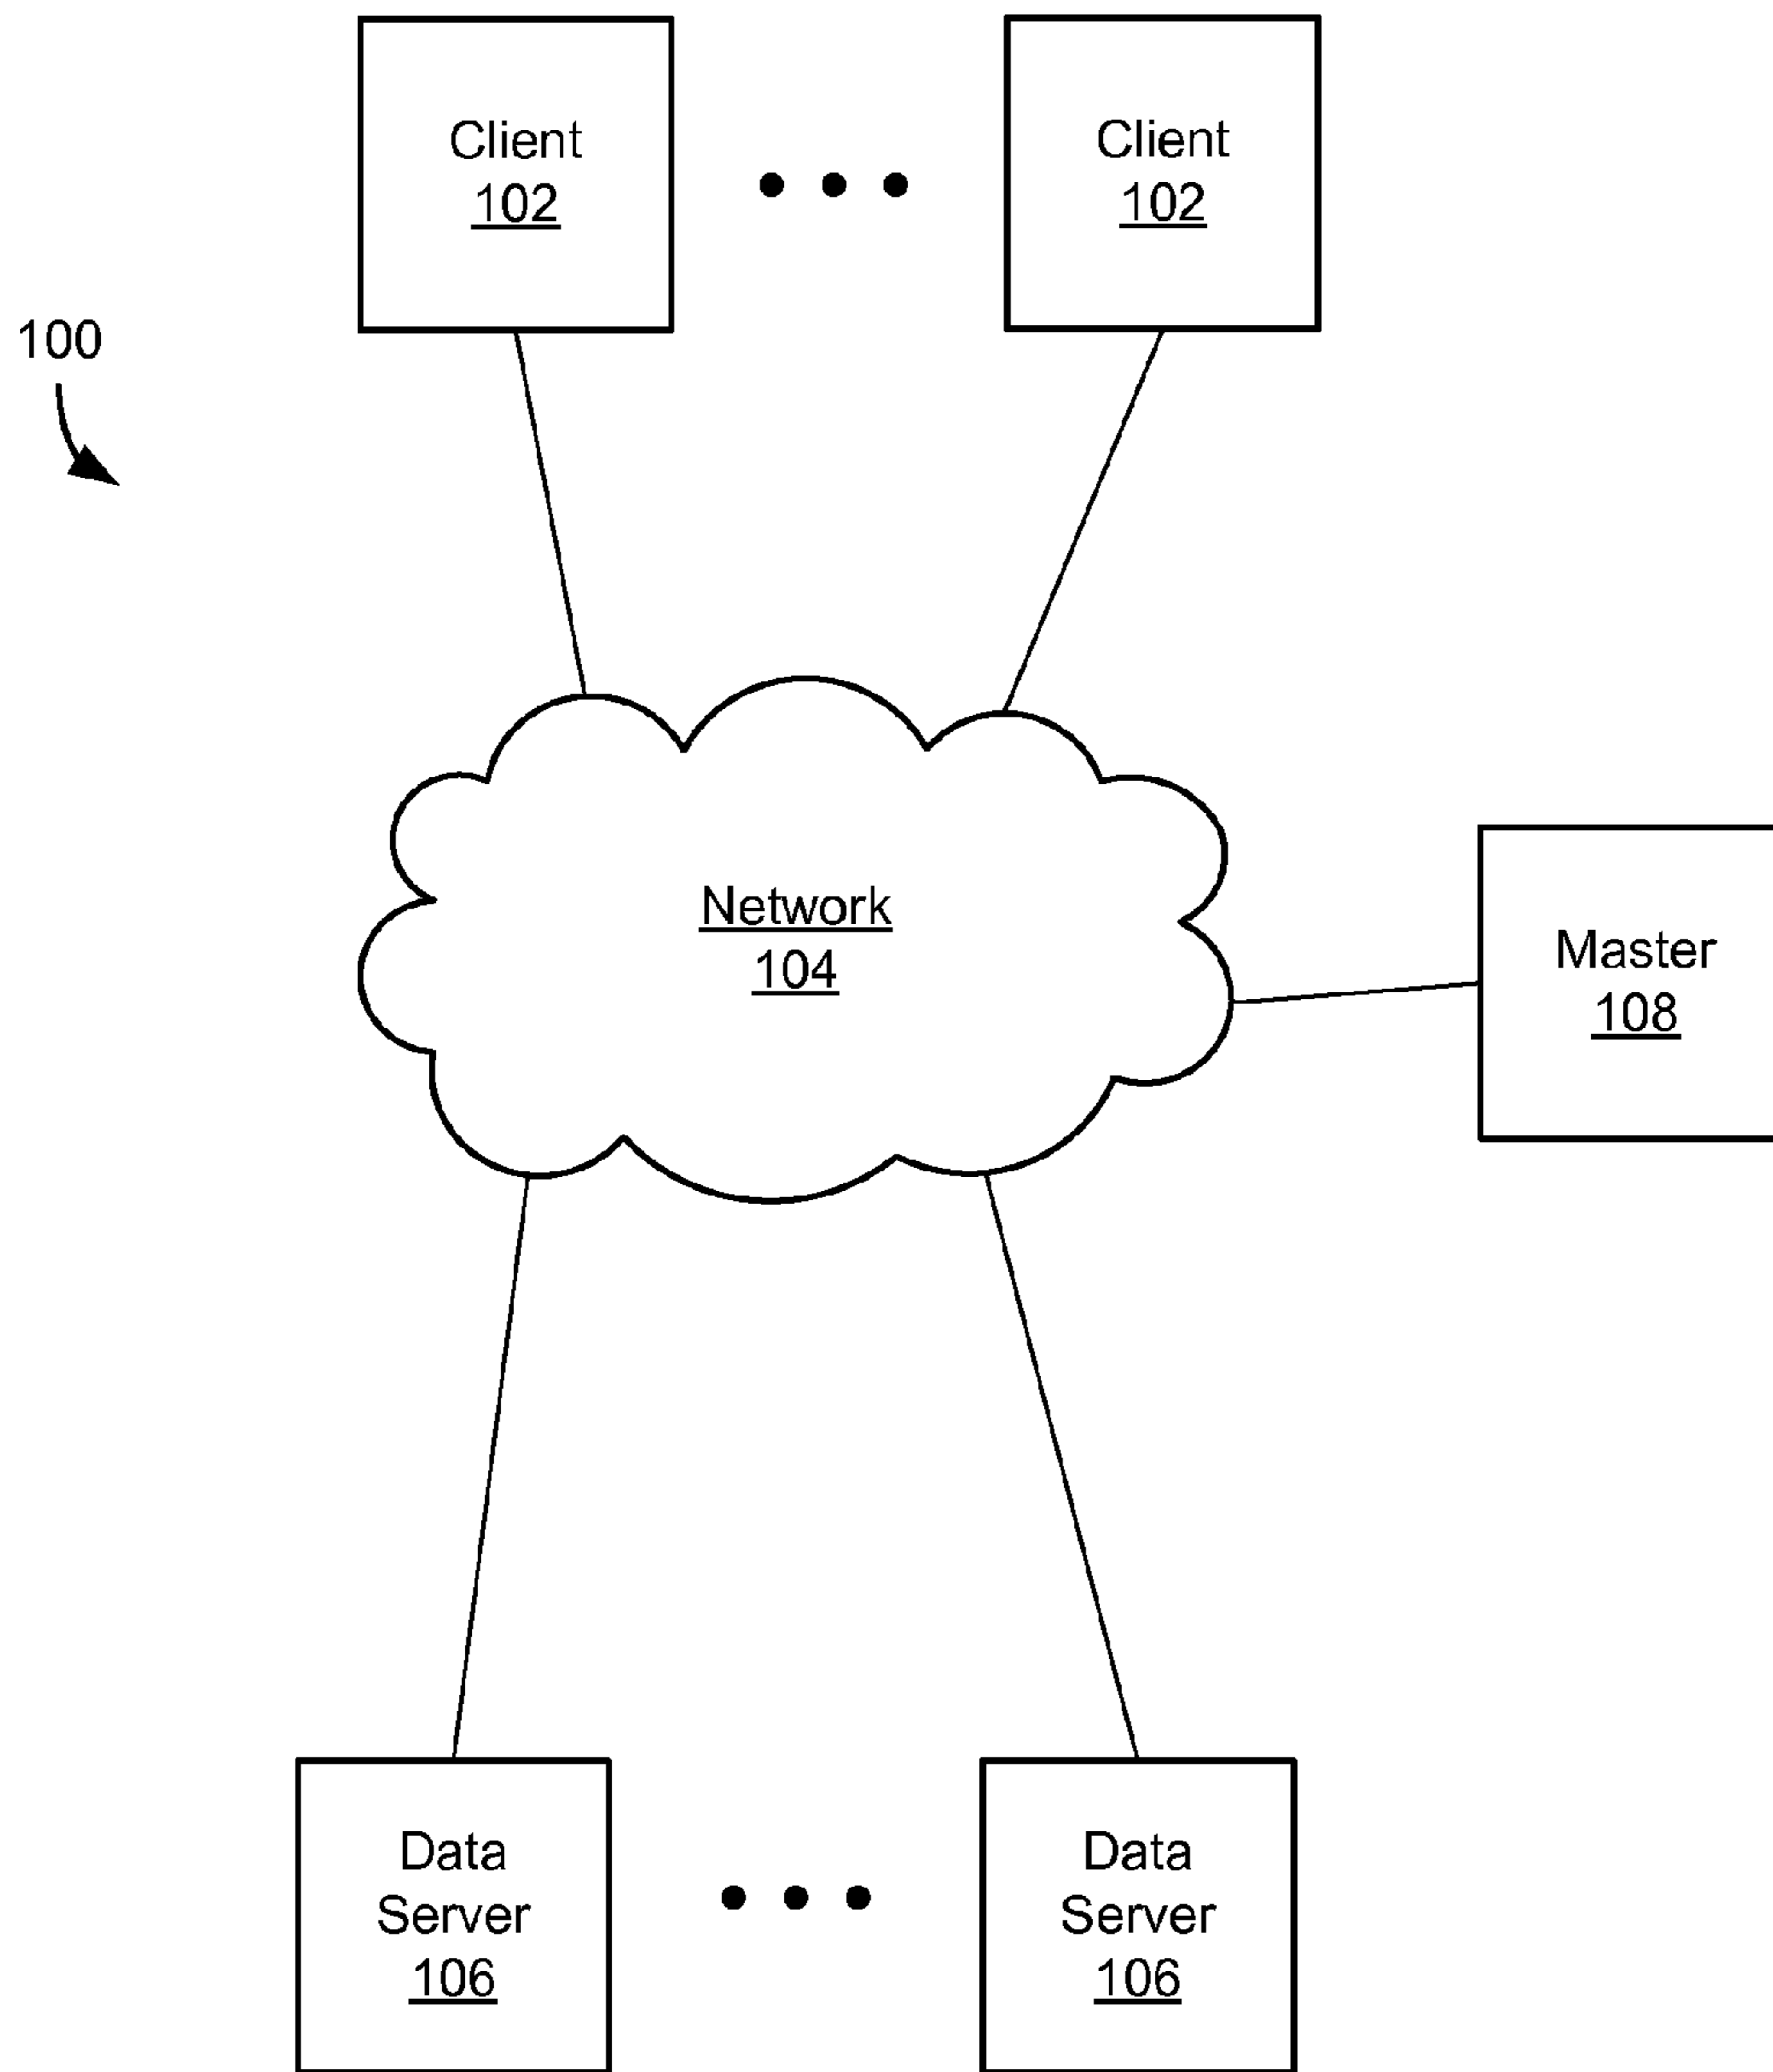 Client
102
Client
102
100
Network
104
Master
108
Data
Server
106
Data
Server
106